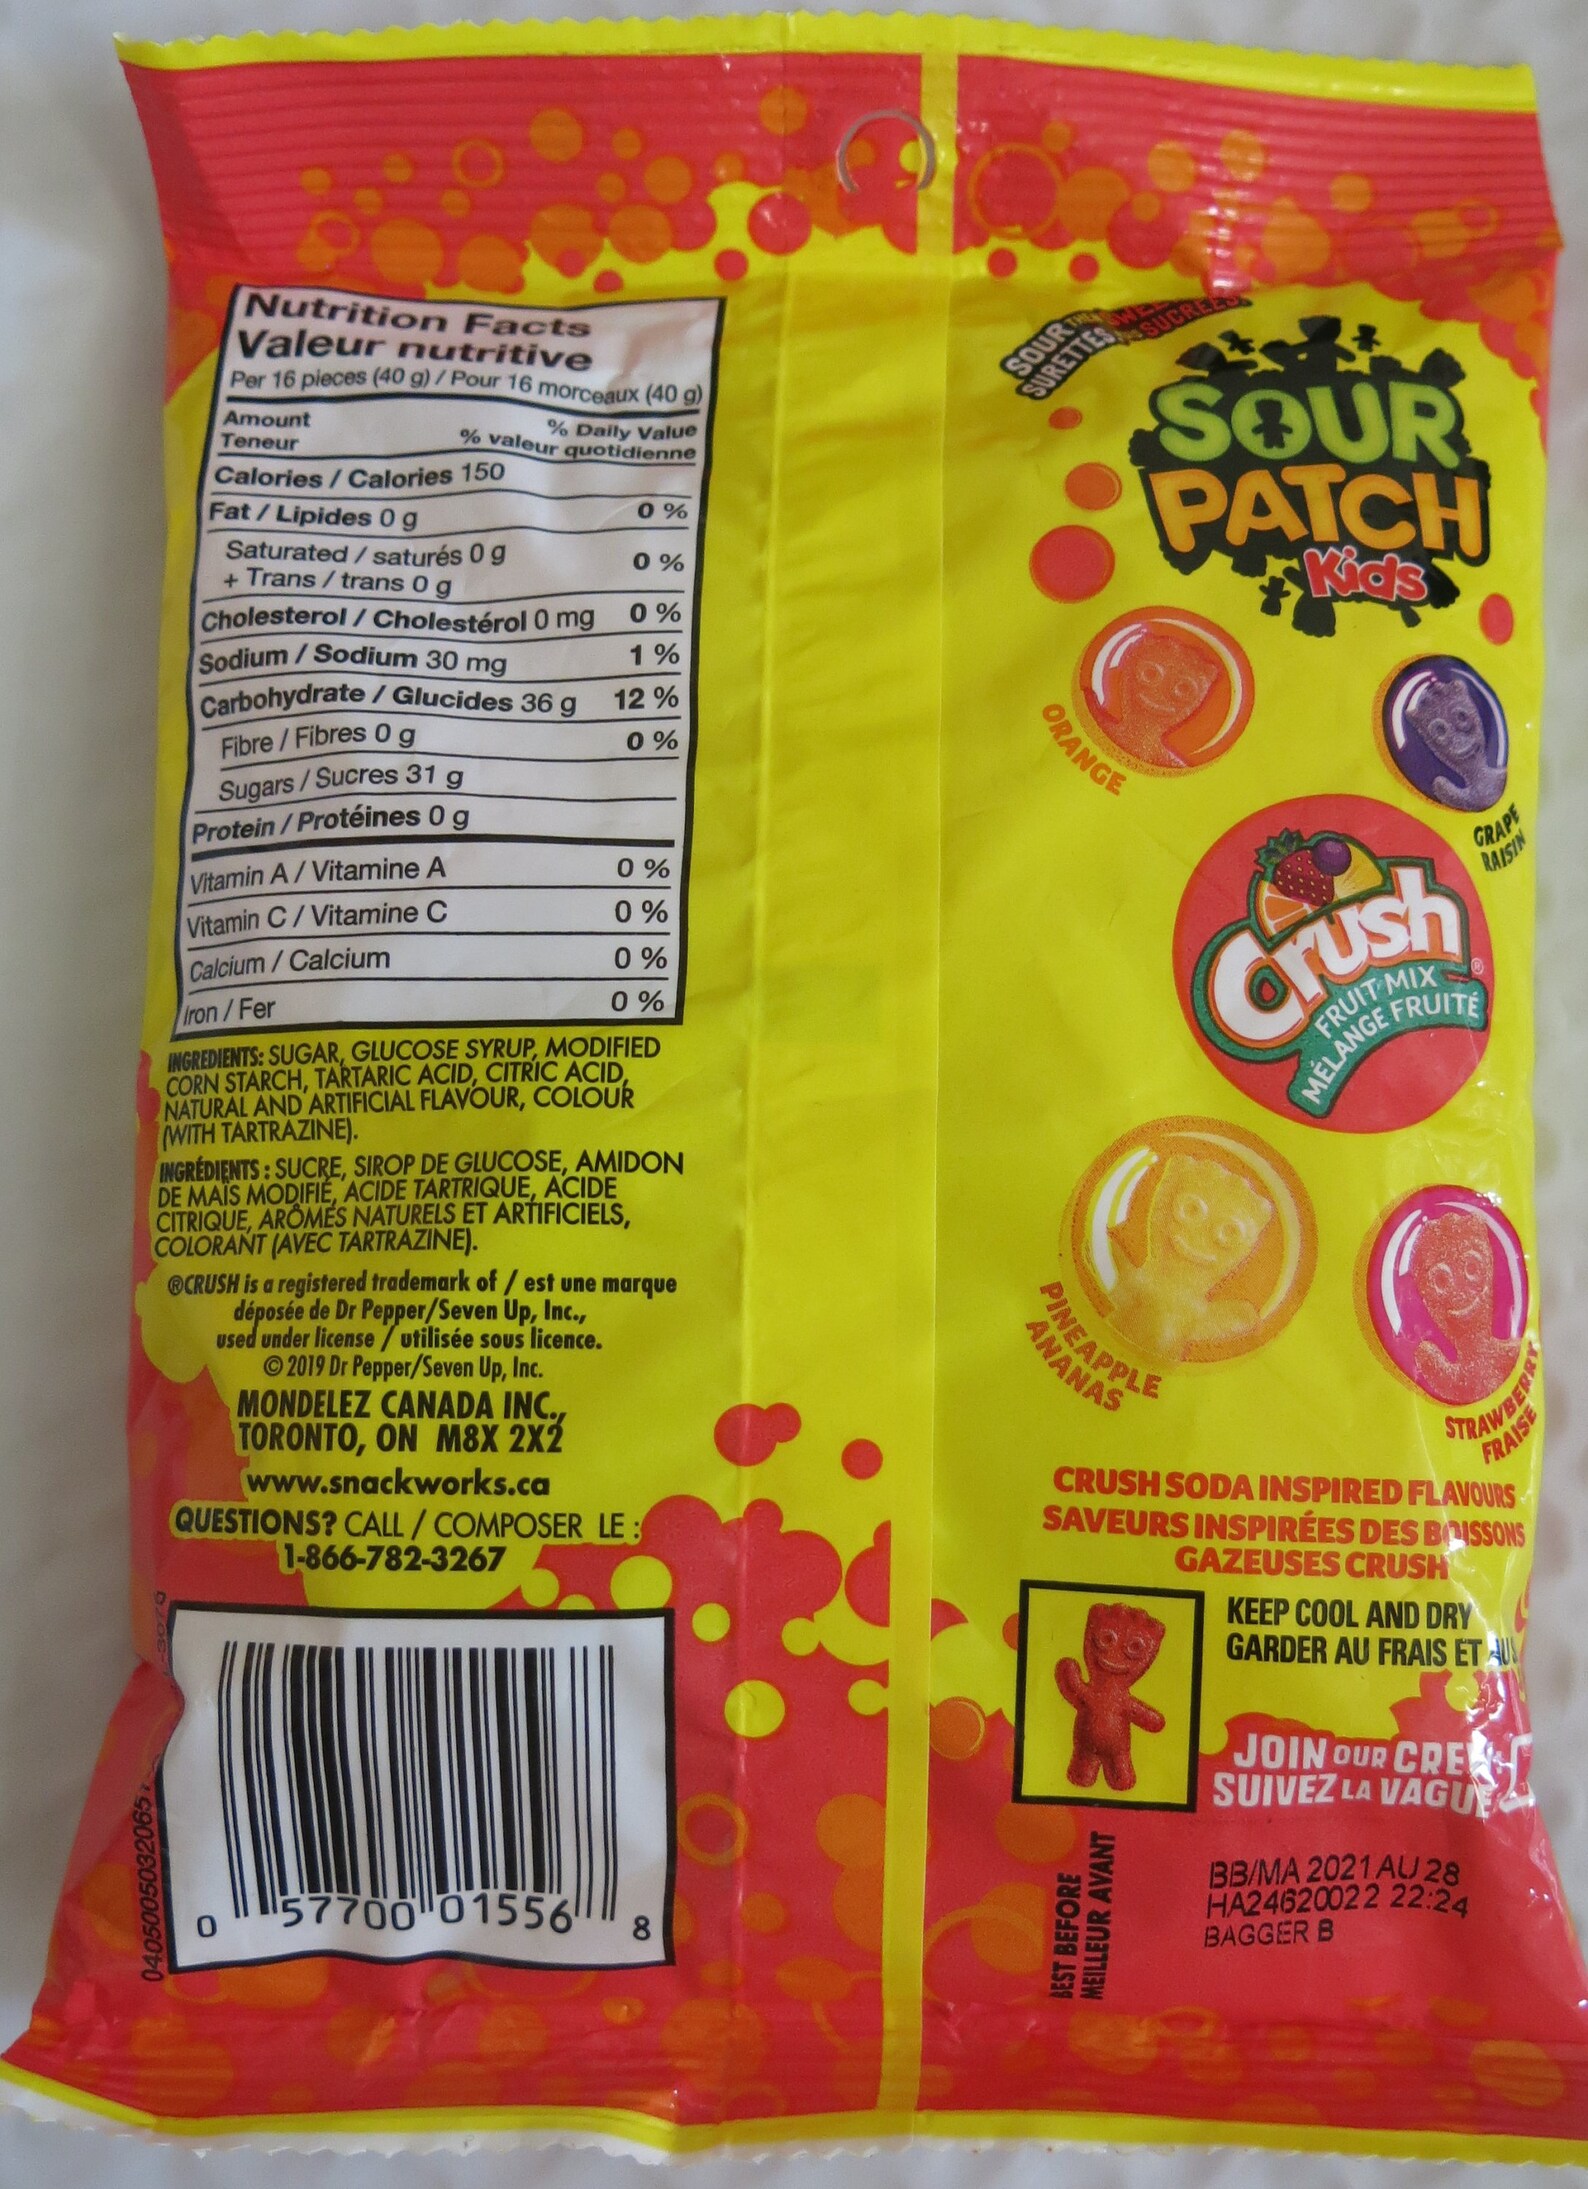 Nutrition Facts
Valeur nutritive
Per 16 pieces (40 g) / Pour 16 morceaux (40 g)
Amount % Daily Value
Teneur % valeur quotidienne
Calories / Calories 150
Fat / Lipides 0 g 0 %
Saturated / saturés 0 g
+ Trans / trans 0 g 0 %
Cholesterol / Cholestérol 0 mg 0 %
Sodium / Sodium 30 mg 1 %
Carbohydrate / Glucides 36 g 12 %
Fibre / Fibres 0 g 0 %
Sugars / Sucres 31 g
Protein / Protéines 0 g
Vitamin A / Vitamine A 0 %
Vitamin C / Vitamine C 0 %
Calcium / Calcium 0 %
Iron / Fer 0 %
INGREDIENTS: SUGAR, GLUCOSE SYRUP, MODIFIED
CORN STARCH, TARTARIC ACID, CITRIC ACID,
NATURAL AND ARTIFICIAL FLAVOUR, COLOUR
(WITH TARTRAZINE).
INGRÉDIENTS : SUCRE, SIROP DE GLUCOSE, AMIDON
DE MAÏS MODIFIÉ, ACIDE TARTRIQUE, ACIDE
CITRIQUE, ARÔMES NATURELS ET ARTIFICIELS,
COLORANT (AVEC TARTRAZINE).
®CRUSH is a registered trademark of / est une marque
déposée de Dr Pepper/Seven Up, Inc.,
used under license / utilisée sous licence.
© 2019 Dr Pepper/Seven Up, Inc.
MONDELEZ CANADA INC.,
TORONTO, ON M8X 2X2
www.snackworks.ca
QUESTIONS? CALL / COMPOSER LE :
1-866-782-3267
0 57700 01556 8
SOUR
SURETTES SUCRÉES
SOUR
PATCH
Kids
ORANGE
GRAPE
RAISIN
Crush®
FRUIT MIX
MÉLANGE FRUITÉ
PINEAPPLE
ANANAS
STRAWBERRY
FRAISE
CRUSH SODA INSPIRED FLAVOURS
SAVEURS INSPIRÉES DES BOISSONS
GAZEUSES CRUSH
KEEP COOL AND DRY
GARDER AU FRAIS ET AU
JOIN OUR CREW
SUIVEZ LA VAGUE
BEST BEFORE
MEILLEUR AVANT
BB/MA 2021 AU 28
HA24620022 22:24
BAGGER B